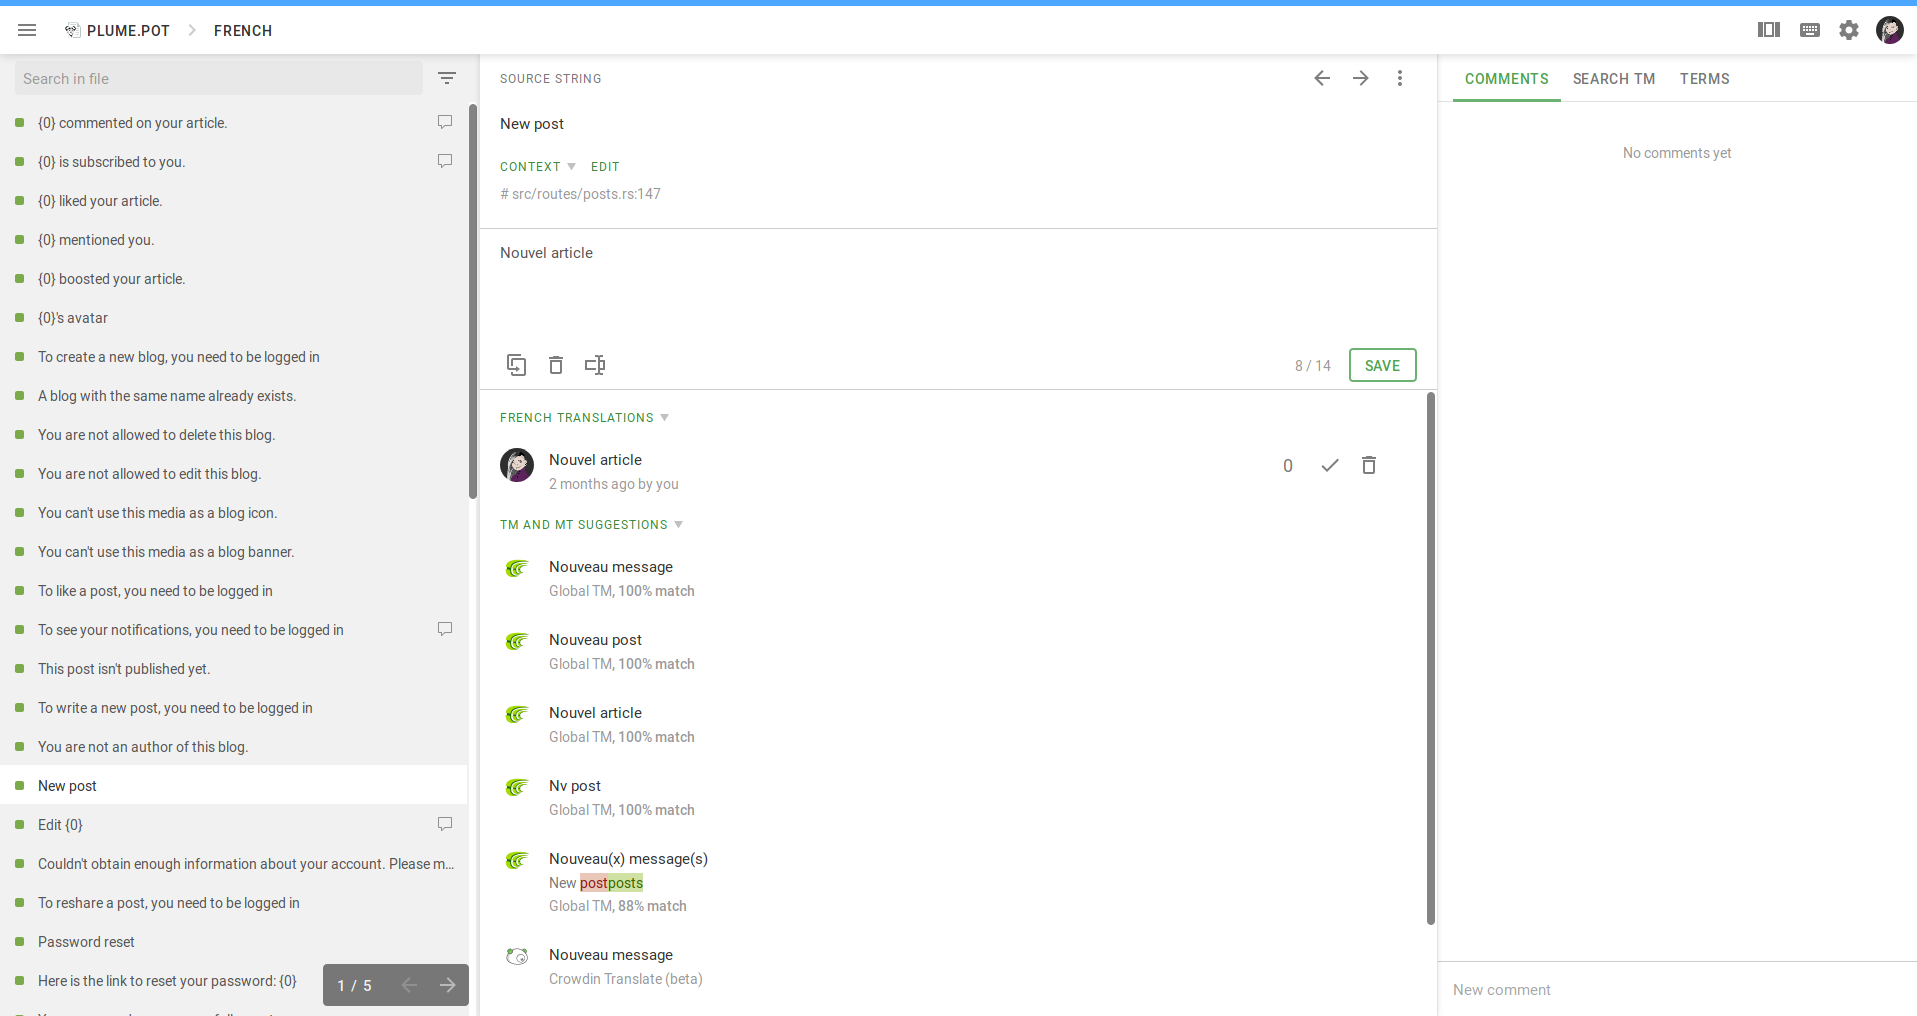 PLUME.POT
FRENCH
Search in file
{0} commented on your article.
{0} is subscribed to you.
{0} liked your article.
{0} mentioned you.
{0} boosted your article.
{0}'s avatar
To create a new blog, you need to be logged in
A blog with the same name already exists.
You are not allowed to delete this blog.
You are not allowed to edit this blog.
You can't use this media as a blog icon.
You can't use this media as a blog banner.
To like a post, you need to be logged in
To see your notifications, you need to be logged in
This post isn't published yet.
To write a new post, you need to be logged in
You are not an author of this blog.
New post
Edit {0}
Couldn't obtain enough information about your account. Please m…
To reshare a post, you need to be logged in
Password reset
Here is the link to reset your password: {0}
1 / 5
SOURCE STRING
New post
CONTEXT EDIT
# src/routes/posts.rs:147
Nouvel article
8 / 14 SAVE
FRENCH TRANSLATIONS
Nouvel article
2 months ago by you
0
TM AND MT SUGGESTIONS
Nouveau message
Global TM, 100% match
Nouveau post
Global TM, 100% match
Nouvel article
Global TM, 100% match
Nv post
Global TM, 100% match
Nouveau(x) message(s)
New postposts
Global TM, 88% match
Nouveau message
Crowdin Translate (beta)
COMMENTS SEARCH TM TERMS
No comments yet
New comment